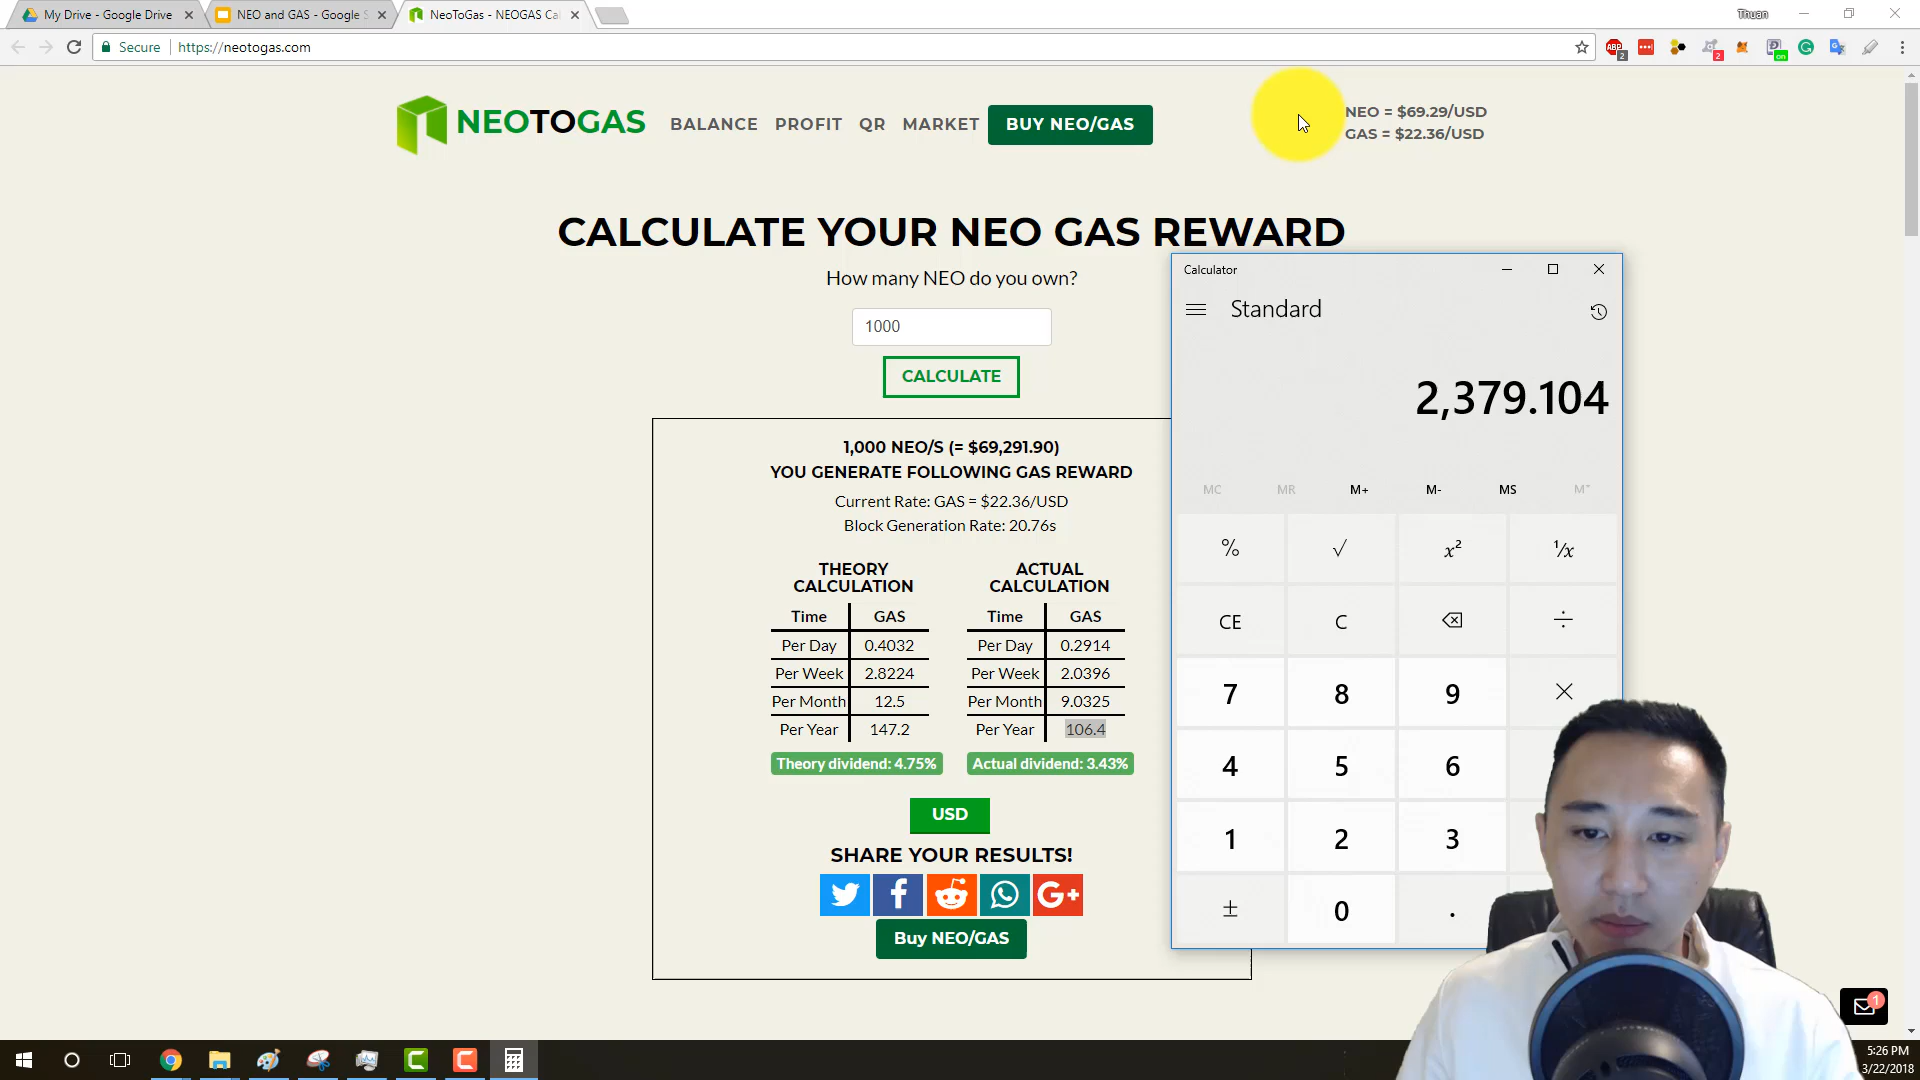 My Drive - Google Drive
NEO and GAS - Google S
NeoToGas - NEOGAS Cal
Thuan
Secure
https://neotogas.com
2
2
on
NEOTOGAS
BALANCE
PROFIT
QR
MARKET
BUY NEO/GAS
NEO = $69.29/USD
GAS = $22.36/USD
CALCULATE YOUR NEO GAS REWARD
How many NEO do you own?
1000
CALCULATE
1,000 NEO/S (= $69,291.90)
YOU GENERATE FOLLOWING GAS REWARD
Current Rate: GAS = $22.36/USD
Block Generation Rate: 20.76s
THEORY CALCULATION
Time GAS
Per Day 0.4032
Per Week 2.8224
Per Month 12.5
Per Year 147.2
Theory dividend: 4.75%
ACTUAL CALCULATION
Time GAS
Per Day 0.2914
Per Week 2.0396
Per Month 9.0325
Per Year 106.4
Actual dividend: 3.43%
USD
SHARE YOUR RESULTS!
G+
Buy NEO/GAS
Calculator
Standard
2,379.104
MC MR M+ M- MS
% √ x² ¹/x
CE C ÷
7 8 9 ×
4 5 6
1 2 3
± 0 .
1
5:26 PM
3/22/2018